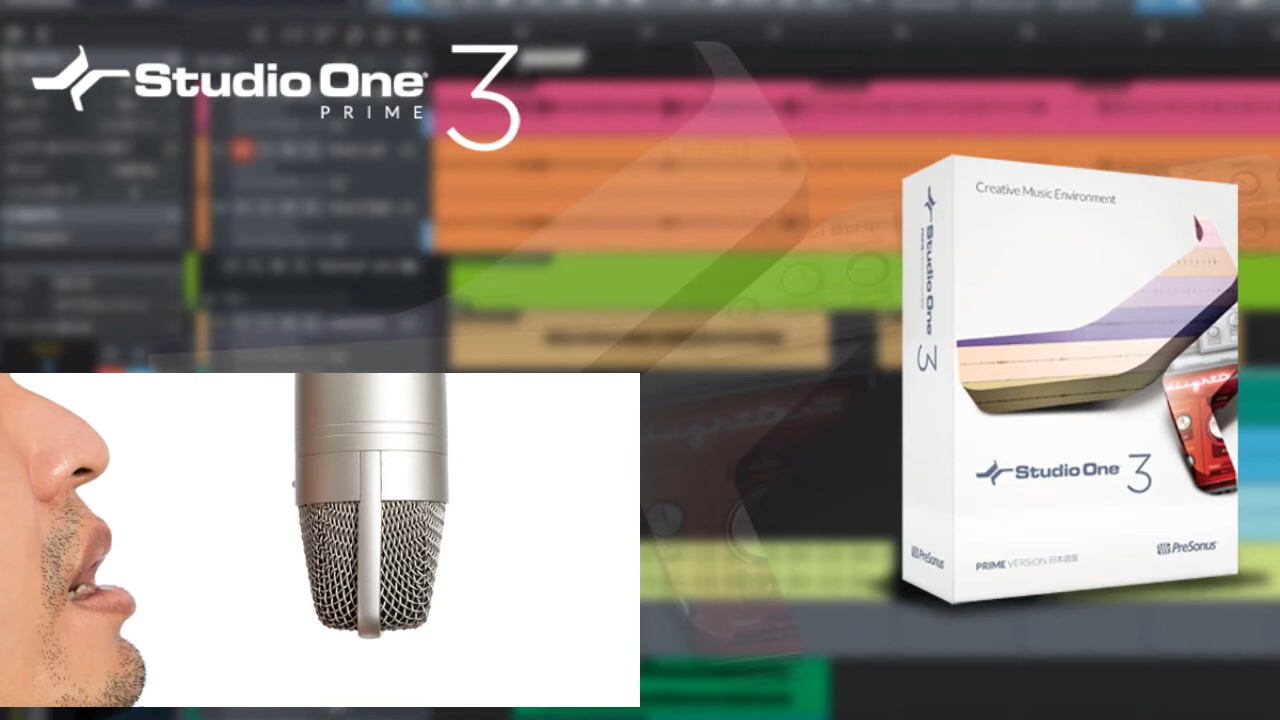 Studio One 3
PRIME
Creative Music Environment
Studio One 3
PreSonus
Studio One 3
PRIME VERSION 日本語版
PreSonus